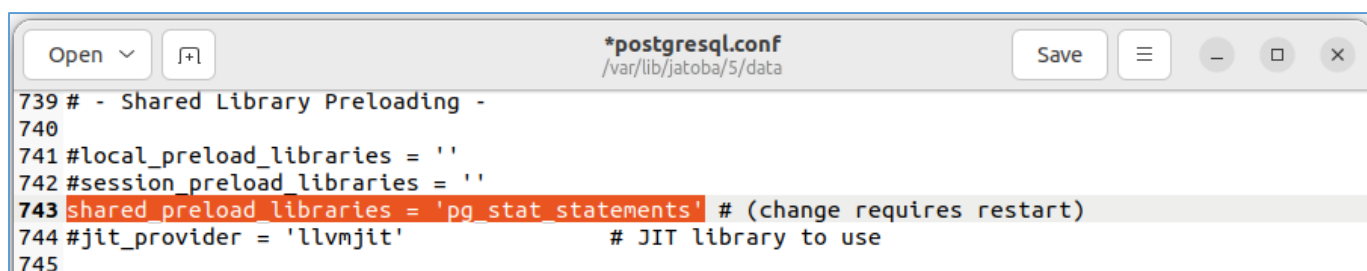 Open
*postgresql.conf
/var/lib/jatoba/5/data
Save
739 # - Shared Library Preloading -
740
741 #local_preload_libraries = ''
742 #session_preload_libraries = ''
743 shared_preload_libraries = 'pg_stat_statements' # (change requires restart)
744 #jit_provider = 'llvmjit' # JIT library to use
745